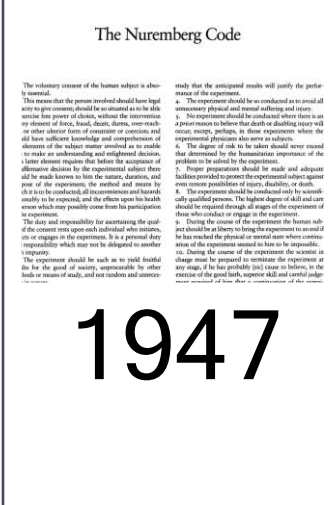 The Nuremberg Code
The voluntary consent of the human subject is abso-
ly essential.
This means that the person involved should have legal
acity to give consent; should be so situated as to be able
exercise free power of choice, without the intervention
ny element of force, fraud, deceit, duress, over-reach-
or other ulterior form of constraint or coercion; and
uld have sufficient knowledge and comprehension of
elements of the subject matter involved as to enable
to make an understanding and enlightened decision.
latter element requires that before the acceptance of
affirmative decision by the experimental subject there
uld be made known to him the nature, duration, and
pose of the experiment; the method and means by
ch it is to be conducted; all inconveniences and hazards
onably to be expected; and the effects upon his health
erson which may possibly come from his participation
he experiment.
The duty and responsibility for ascertaining the qual-
of the consent rests upon each individual who initiates,
cts or engages in the experiment. It is a personal duty
responsibility which may not be delegated to another
impunity.
The experiment should be such as to yield fruitful
lts for the good of society, unprocurable by other
hods or means of study, and not random and unneces-
study that the anticipated results will justify the perfor-
mance of the experiment.
4. The experiment should be so conducted as to avoid all
unnecessary physical and mental suffering and injury.
5. No experiment should be conducted where there is an
a priori reason to believe that death or disabling injury will
occur; except, perhaps, in those experiments where the
experimental physicians also serve as subjects.
6. The degree of risk to be taken should never exceed
that determined by the humanitarian importance of the
problem to be solved by the experiment.
7. Proper preparations should be made and adequate
facilities provided to protect the experimental subject against
even remote possibilities of injury, disability, or death.
8. The experiment should be conducted only by scientifi-
cally qualified persons. The highest degree of skill and care
should be required through all stages of the experiment of
those who conduct or engage in the experiment.
9. During the course of the experiment the human sub-
ject should be at liberty to bring the experiment to an end if
he has reached the physical or mental state where continu-
ation of the experiment seemed to him to be impossible.
10. During the course of the experiment the scientist in
charge must be prepared to terminate the experiment at
any stage, if he has probably [sic] cause to believe, in the
exercise of the good faith, superior skill and careful judge-
1947